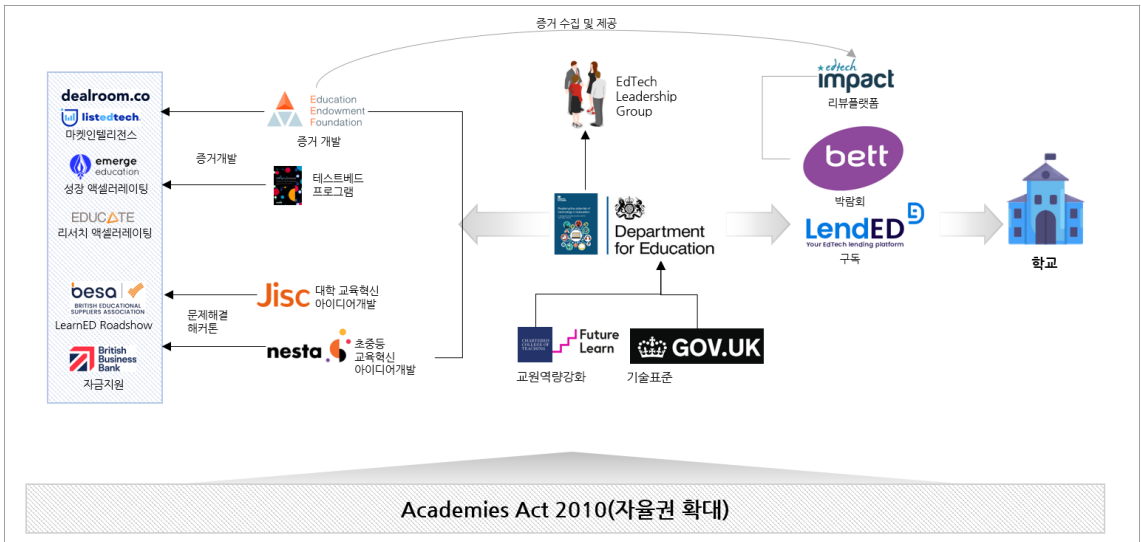 증거 수집 및 제공
dealroom.co
listedtech.
마켓인텔리전스
emerge
education
성장 액셀러레이팅
EDUCATE
리서치 액셀러레이팅
besa
BRITISH EDUCATIONAL
SUPPLIERS ASSOCIATION
LearnED Roadshow
British
Business
Bank
자금지원
증거개발
문제해결
해커톤
Education
Endowment
Foundation
증거 개발
테스트베드
프로그램
Jisc
대학 교육혁신
아이디어개발
nesta
초중등
교육혁신
아이디어개발
EdTech
Leadership
Group
Department
for Education
CHARTERED
COLLEGE OF
TEACHING
Future
Learn
교원역량강화
GOV.UK
기술표준
edtech
impact
리뷰플랫폼
bett
박람회
LendED
Your EdTech lending platform
구독
학교
Academies Act 2010(자율권 확대)